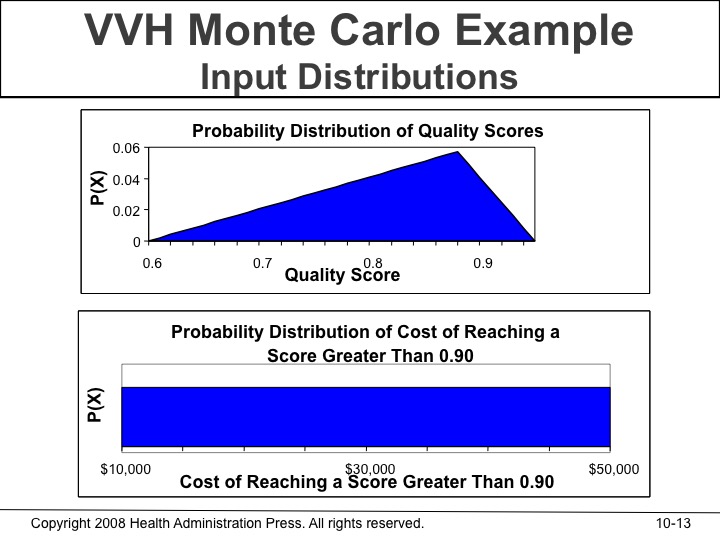 VVH Monte Carlo Example
Input Distributions
Probability Distribution of Quality Scores
P(X)
0.06
0.04
0.02
0
0.6 0.7 0.8 0.9
Quality Score
Probability Distribution of Cost of Reaching a
Score Greater Than 0.90
P(X)
$10,000 $30,000 $50,000
Cost of Reaching a Score Greater Than 0.90
Copyright 2008 Health Administration Press. All rights reserved. 10-13